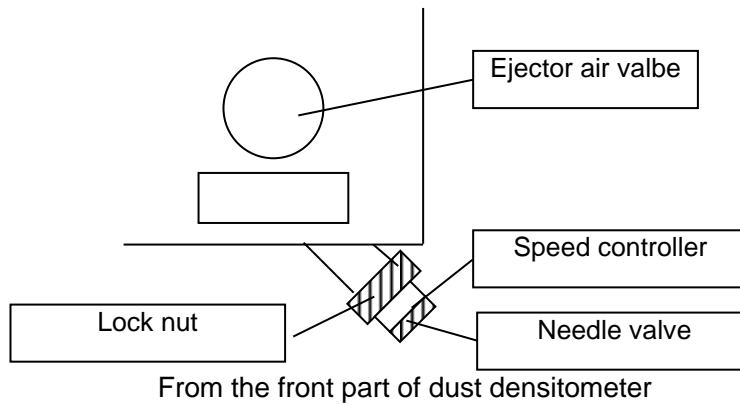 Ejector air valbe
Speed controller
Lock nut
Needle valve
From the front part of dust densitometer